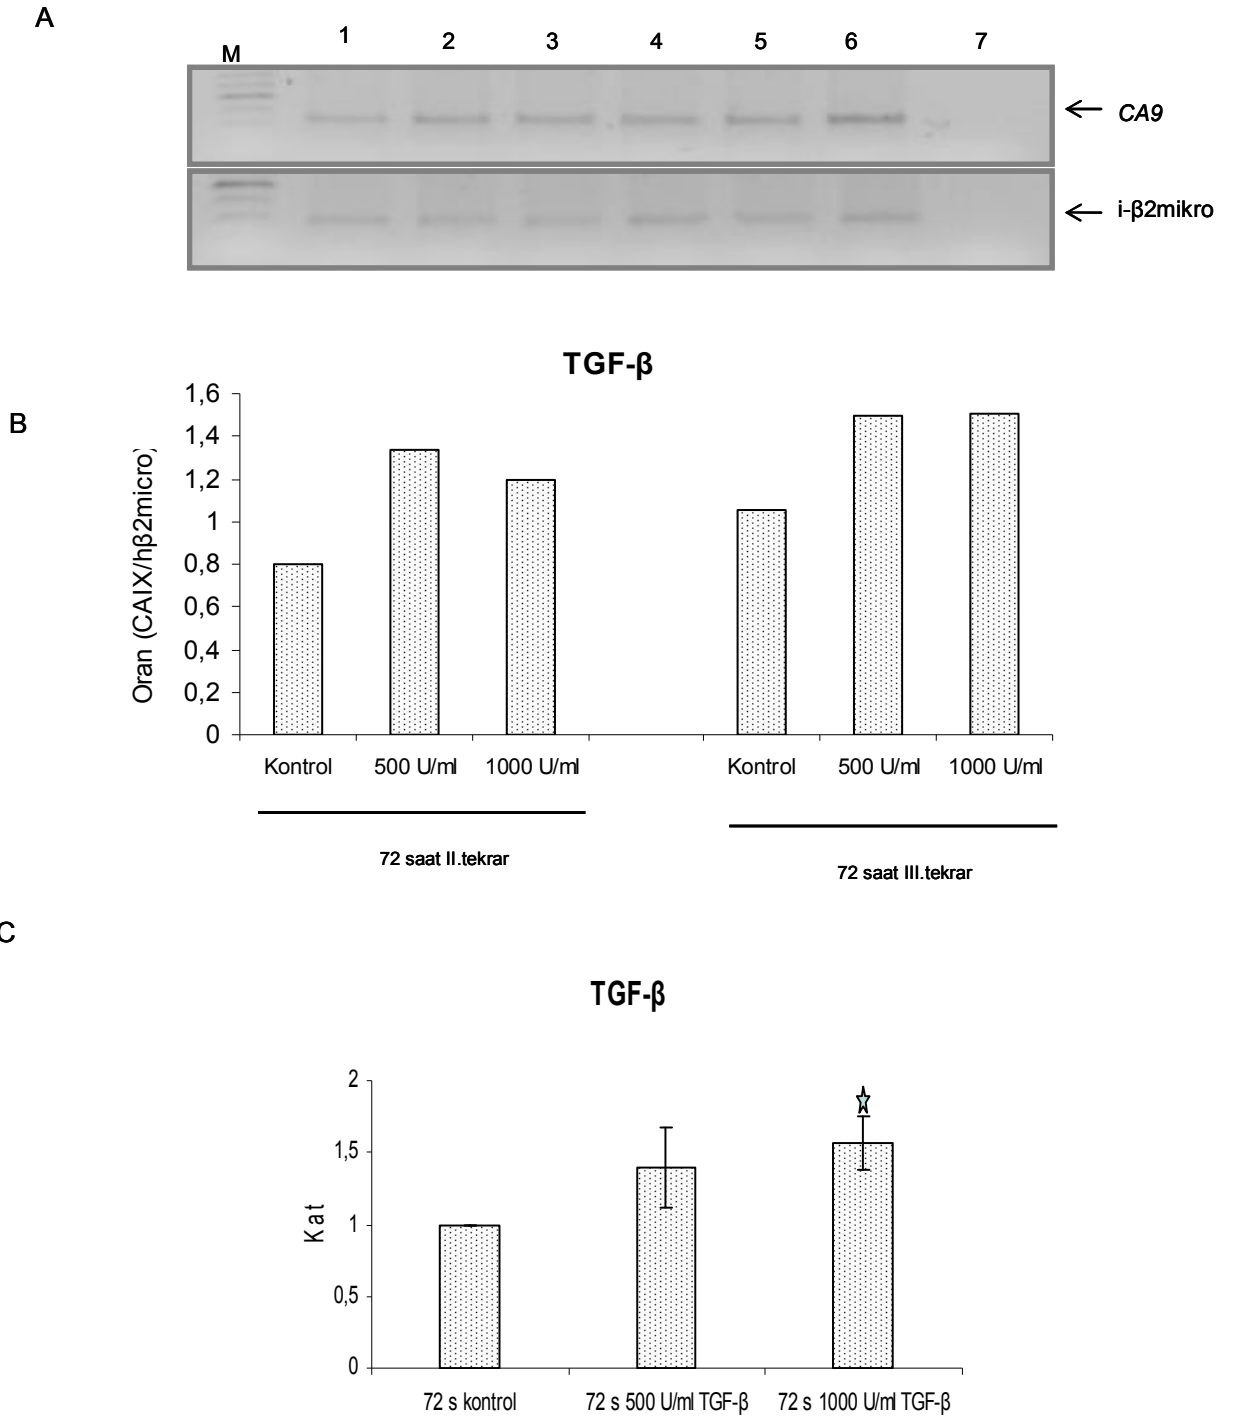 A
M 1 2 3 4 5 6 7
CA9
i-β2mikro
TGF-β
B
Oran (CAIX/hβ2micro)
1,6
1,4
1,2
1
0,8
0,6
0,4
0,2
0
Kontrol 500 U/ml 1000 U/ml Kontrol 500 U/ml 1000 U/ml
72 saat II.tekrar
72 saat III.tekrar
C
TGF-β
Kat
2
1,5
1
0,5
0
72 s kontrol 72 s 500 U/ml TGF-β 72 s 1000 U/ml TGF-β